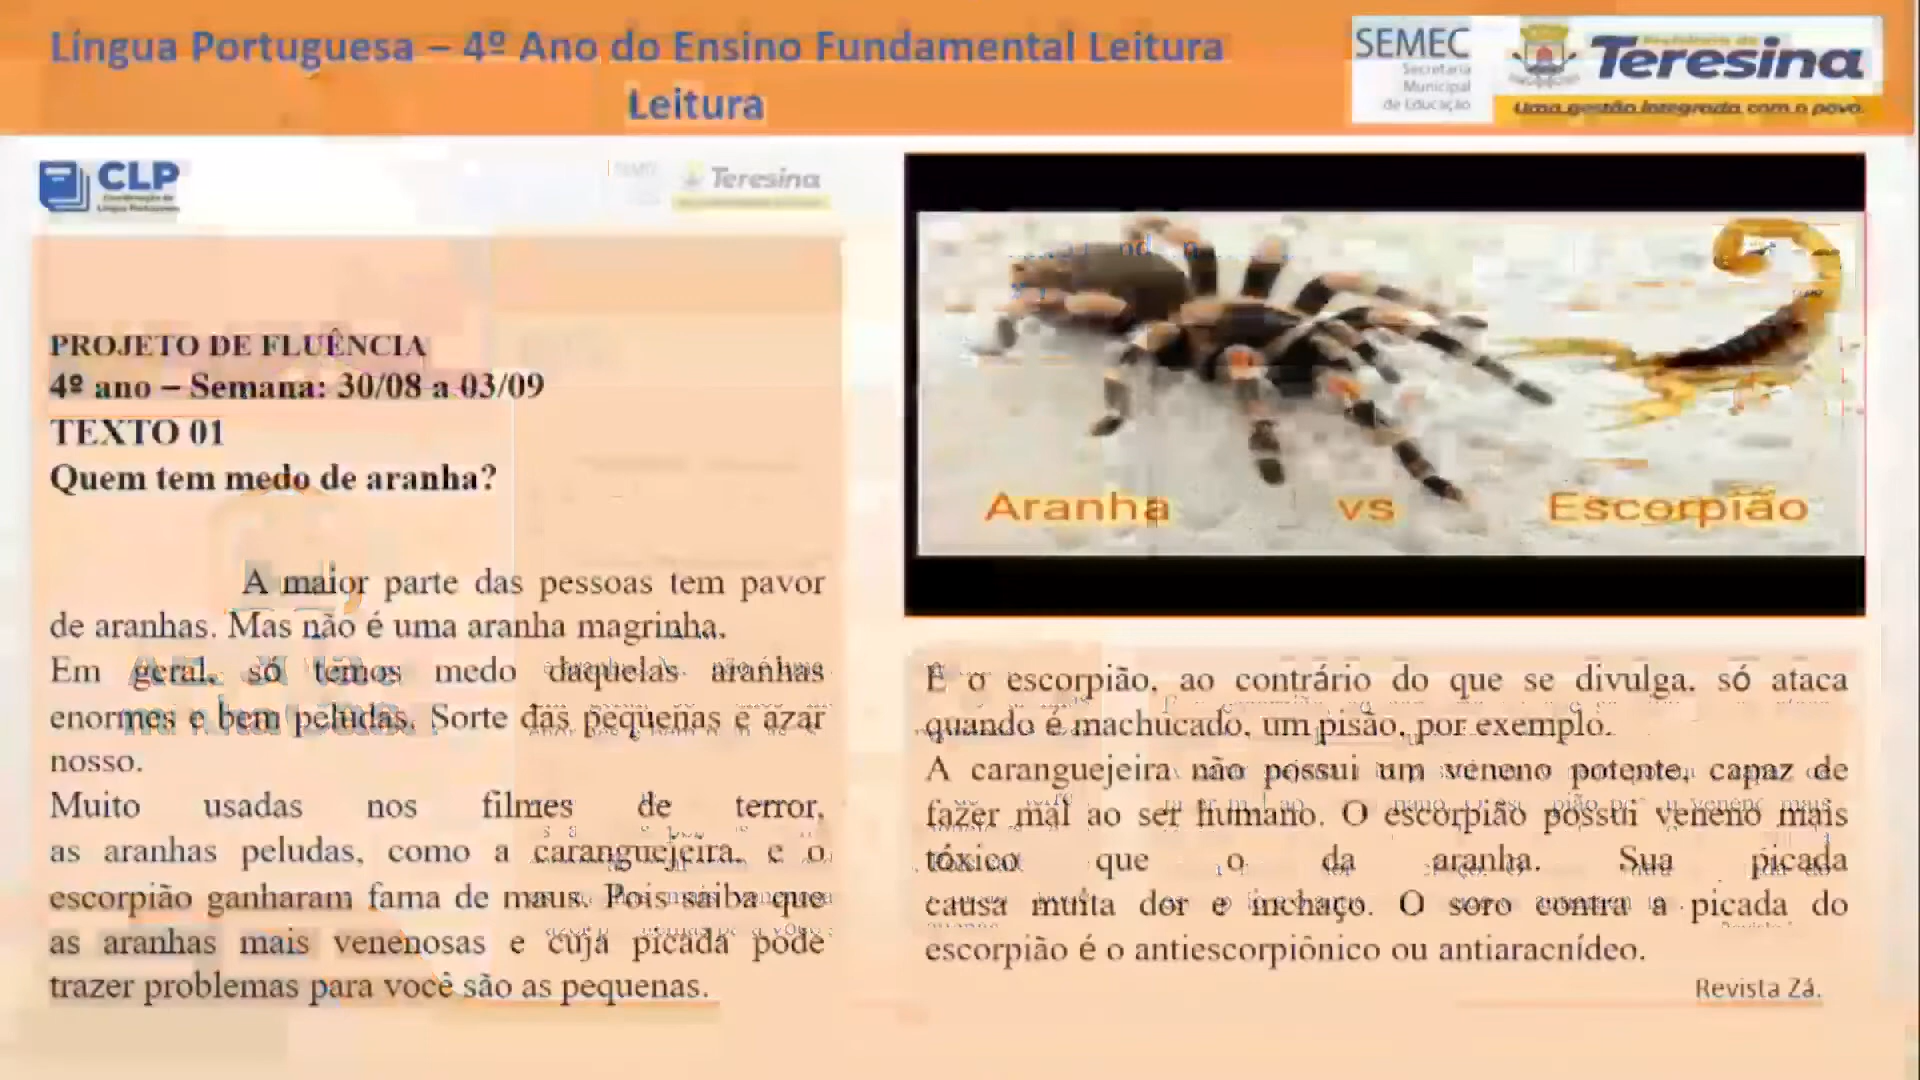 Língua Portuguesa – 4º Ano do Ensino Fundamental Leitura
Leitura
SEMEC
Secretaria
Municipal
de Educação
Prefeitura de
Teresina
Uma gestão integrada com o povo.
CLP
Coordenação de
Língua Portuguesa
SEMEC
Teresina
PROJETO DE FLUÊNCIA
4º ano – Semana: 30/08 a 03/09
TEXTO 01
Quem tem medo de aranha?
A maior parte das pessoas tem pavor
de aranhas. Mas não é uma aranha magrinha.
Em geral, só temos medo daquelas aranhas
enormes e bem peludas. Sorte das pequenas e azar
nosso.
Muito usadas nos filmes de terror,
as aranhas peludas, como a caranguejeira, e o
escorpião ganharam fama de maus. Pois saiba que
as aranhas mais venenosas e cuja picada pode
trazer problemas para você são as pequenas.
Aranha vs Escorpião
E o escorpião, ao contrário do que se divulga, só ataca
quando é machucado, um pisão, por exemplo.
A caranguejeira não possui um veneno potente, capaz de
fazer mal ao ser humano. O escorpião possui veneno mais
tóxico que o da aranha. Sua picada
causa muita dor e inchaço. O soro contra a picada do
escorpião é o antiescorpiônico ou antiaracnídeo.
Revista Zá.